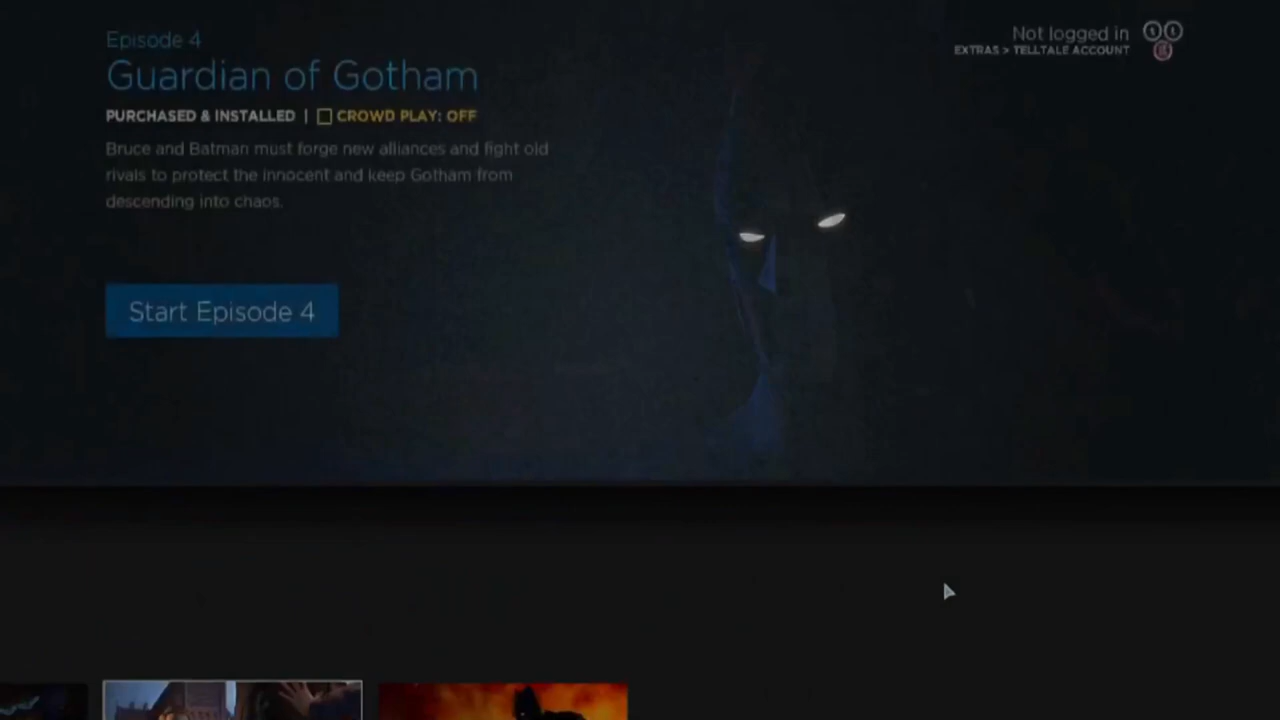 Episode 4
Guardian of Gotham
PURCHASED & INSTALLED | CROWD PLAY: OFF
Bruce and Batman must forge new alliances and fight old
rivals to protect the innocent and keep Gotham from
descending into chaos.
Start Episode 4
Not logged in
EXTRAS > TELLTALE ACCOUNT